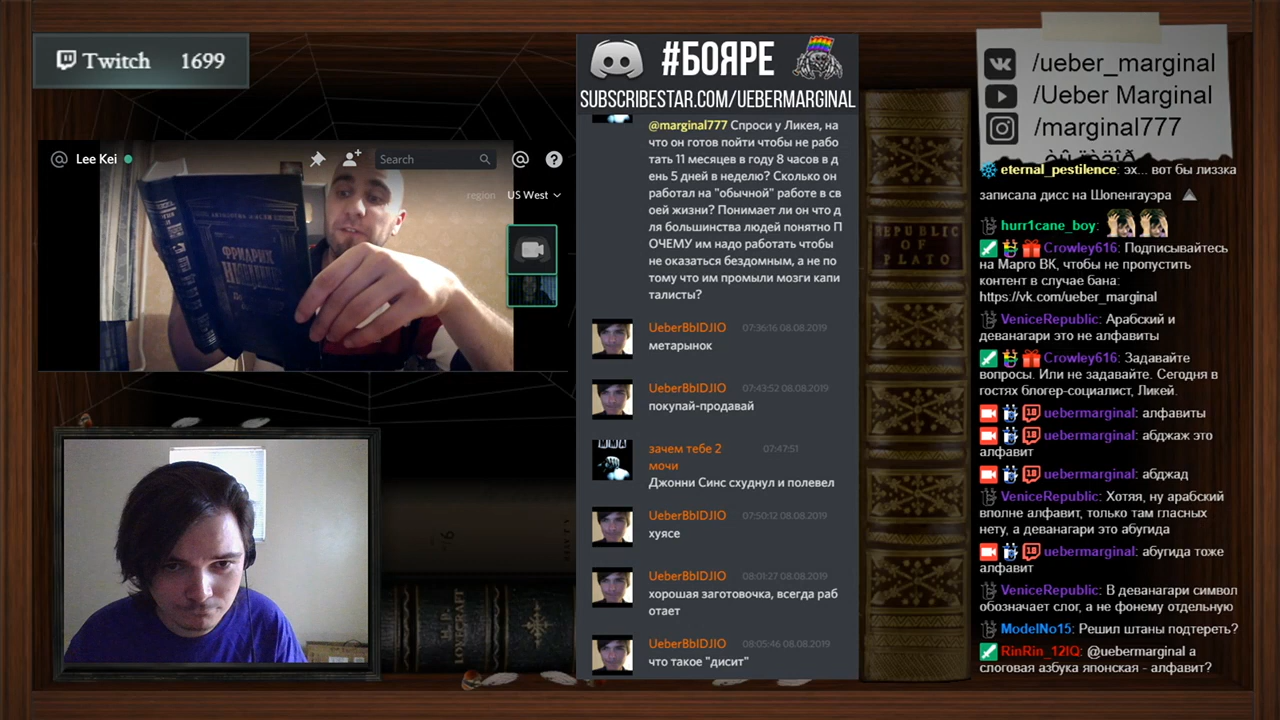 Twitch 1699
@ Lee Kei
Search
@ ?
region US West
ФРИДРИХ
НІ
#БОЯРЕ
SUBSCRIBESTAR.COM/UEBERMARGINAL
@marginal777 Спроси у Ликея, на
что он готов пойти чтобы не рабо
тать 11 месяцев в году 8 часов в д
ень 5 дней в неделю? Сколько он
работал на "обычной" работе в св
оей жизни? Понимает ли он что д
ля большинства людей понятно П
ОЧЕМУ им надо работать чтобы
не оказаться бездомным, а не по
тому что им промыли мозги капи
талисты?
UeberBbIDJIO 07:36:16 08.08.2019
метарынок
UeberBbIDJIO 07:43:52 08.08.2019
покупай-продавай
зачем тебе 2 07:47:51
мочи
Джонни Синс схуднул и полевел
UeberBbIDJIO 07:50:12 08.08.2019
хуясе
UeberBbIDJIO 08:01:27 08.08.2019
хорошая заготовочка, всегда раб
отает
UeberBbIDJIO 08:05:46 08.08.2019
что такое "дисит"
REPUBLIC
OF
PLATO
H.P.
LOVECRAFT
/ueber_marginal
/Ueber Marginal
/marginal777
eternal_pestilence: эх... вот бы лиззка
записала дисс на Шопенгауэра
hurr1cane_boy:
Crowley616: Подписывайтесь
на Марго ВК, чтобы не пропустить
контент в случае бана:
https://vk.com/ueber_marginal
VeniceRepublic: Арабский и
деванагари это не алфавиты
Crowley616: Задавайте
вопросы. Или не задавайте. Сегодня в
гостях блогер-социалист, Ликей.
18 uebermarginal: алфавиты
18 uebermarginal: абджаж это
алфавит
18 uebermarginal: абджад
VeniceRepublic: Хотяя, ну арабский
вполне алфавит, только там гласных
нету, а деванагари это абугида
18 uebermarginal: абугида тоже
алфавит
VeniceRepublic: В деванагари символ
обозначает слог, а не фонему отдельную
ModelNo15: Решил штаны подтереть?
RinRin_12IQ: @uebermarginal а
слоговая азбука японская - алфавит?